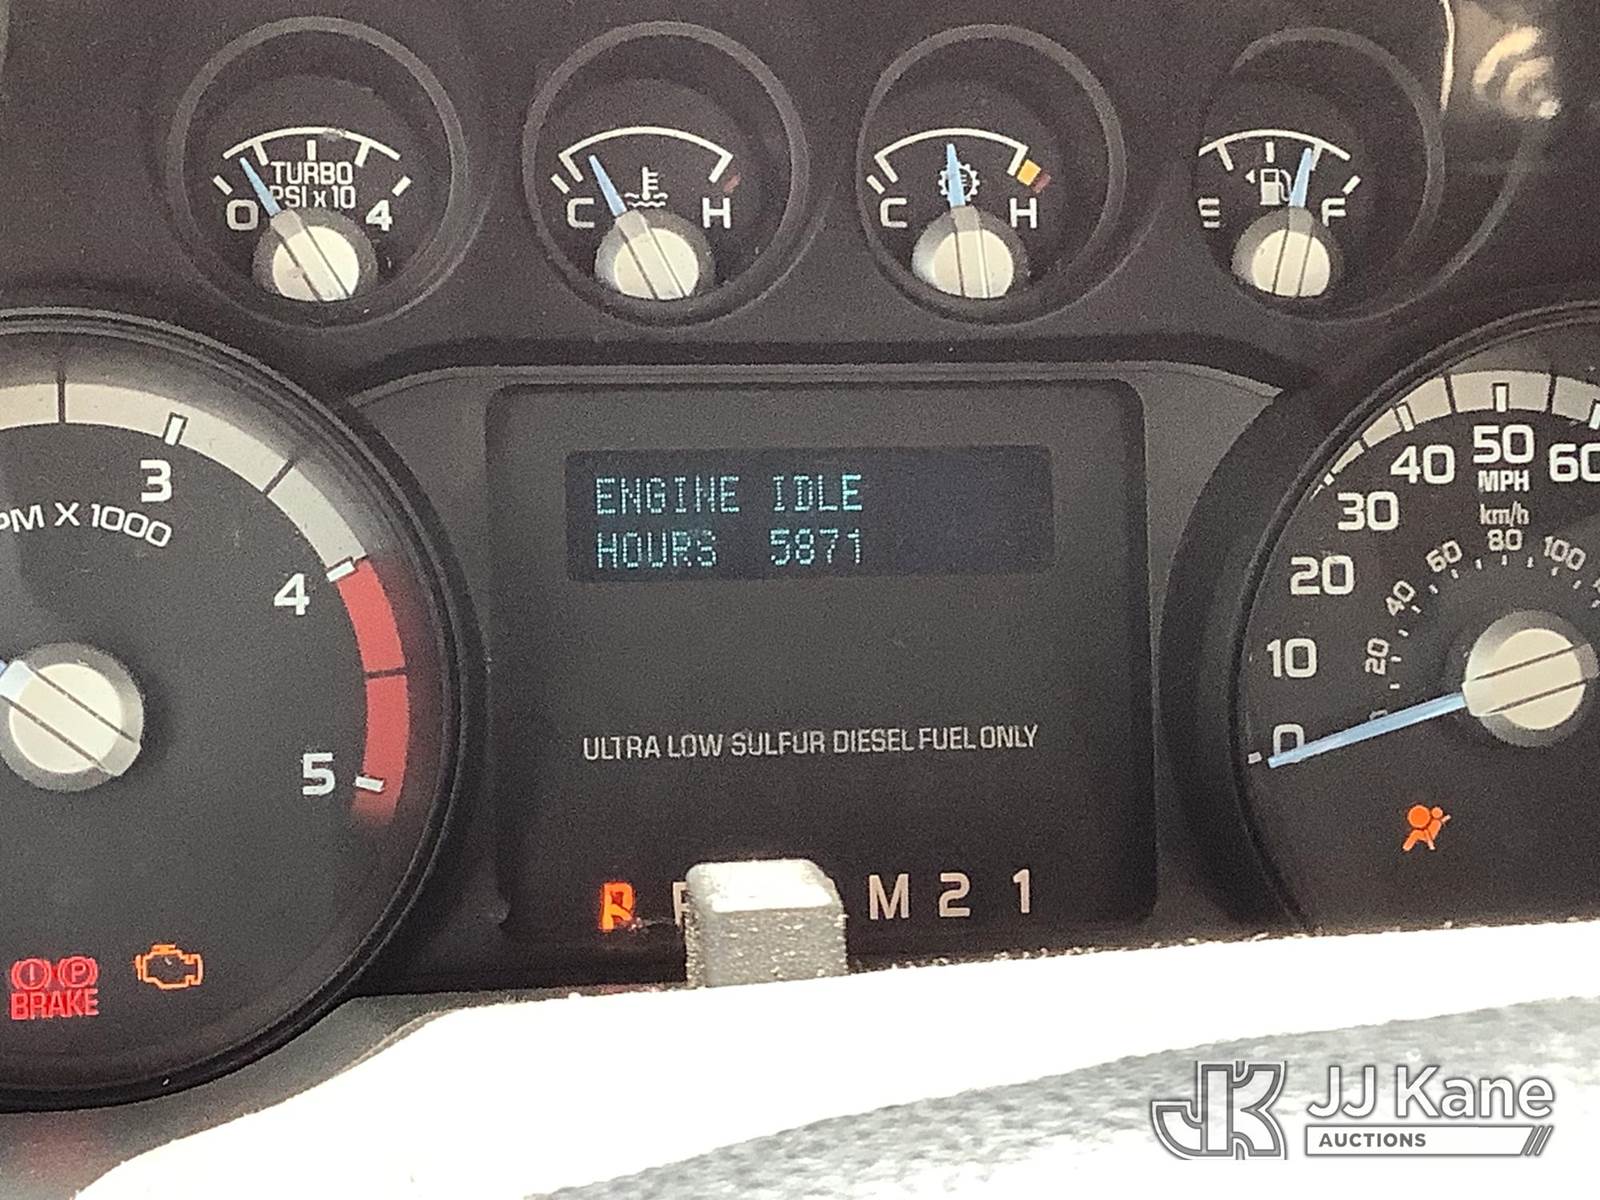 TURBO
PSI x 10
0 4
C H
C H
E F
3
PM X 1000
4
5
ENGINE IDLE
HOURS 5871
ULTRA LOW SULFUR DIESEL FUEL ONLY
P
M 2 1
BRAKE
0 10 20 30 40 50 60
MPH
km/h
20 40 60 80 100
JJ Kane
AUCTIONS